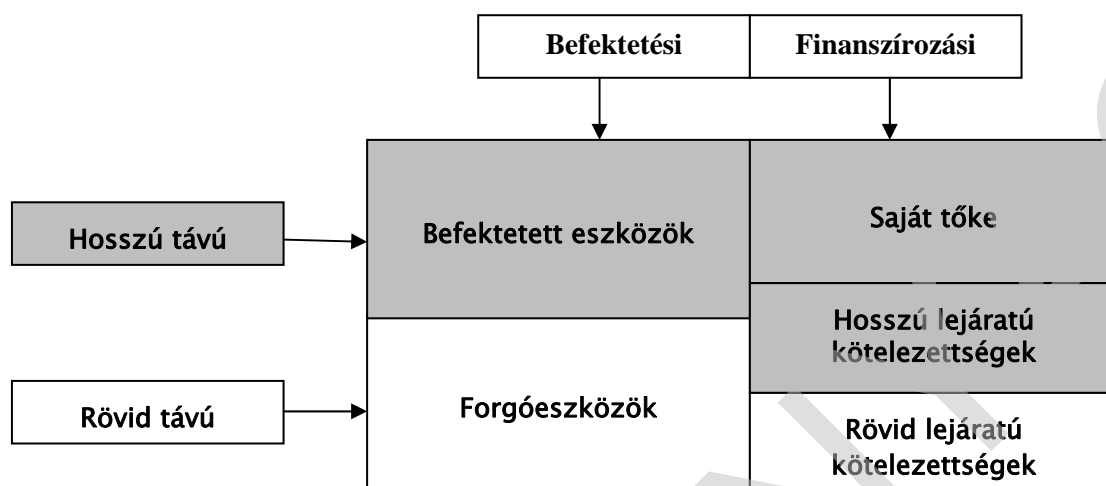 Befektetési
Finanszírozási
Hosszú távú
Befektetett eszközök
Saját tőke
Hosszú lejáratú
kötelezettségek
Rövid távú
Forgóeszközök
Rövid lejáratú
kötelezettségek